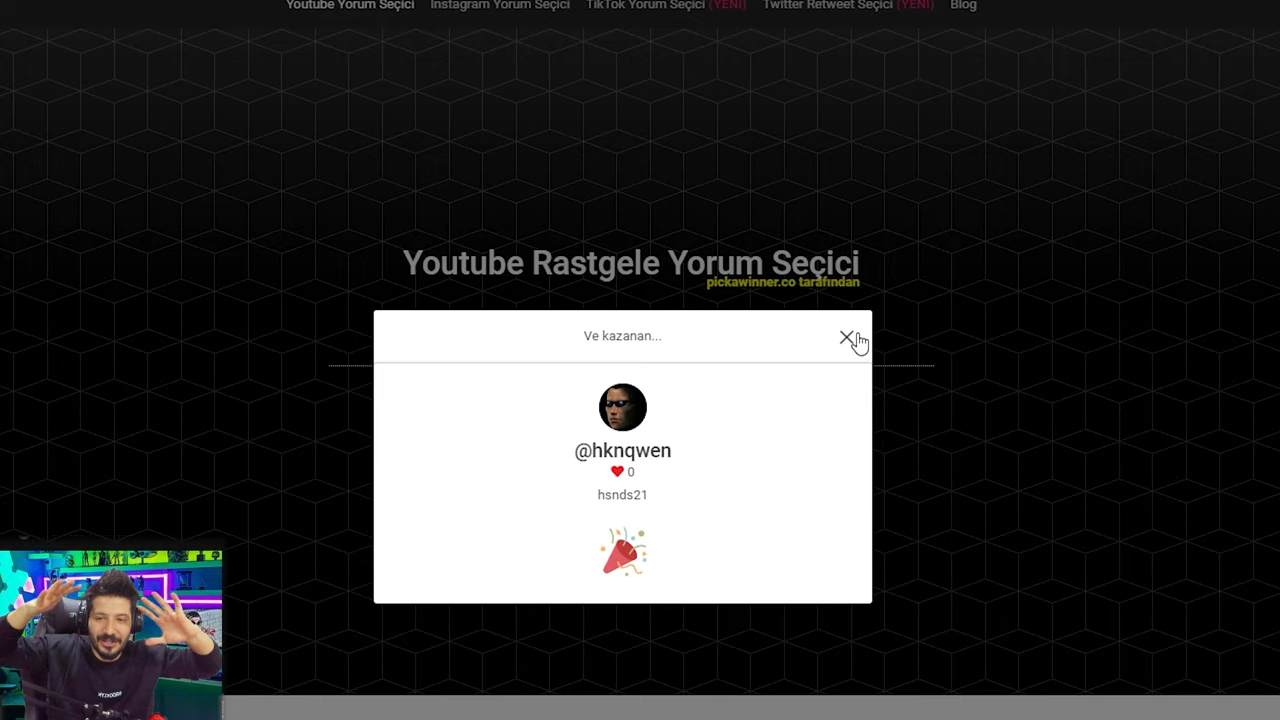 Youtube Yorum Seçici Instagram Yorum Seçici TikTok Yorum Seçici (YENİ) Twitter Retweet Seçici (YENİ) Blog
Youtube Rastgele Yorum Seçici
pickawinner.co tarafından
Ve kazanan...
@hknqwen
0
hsnds21